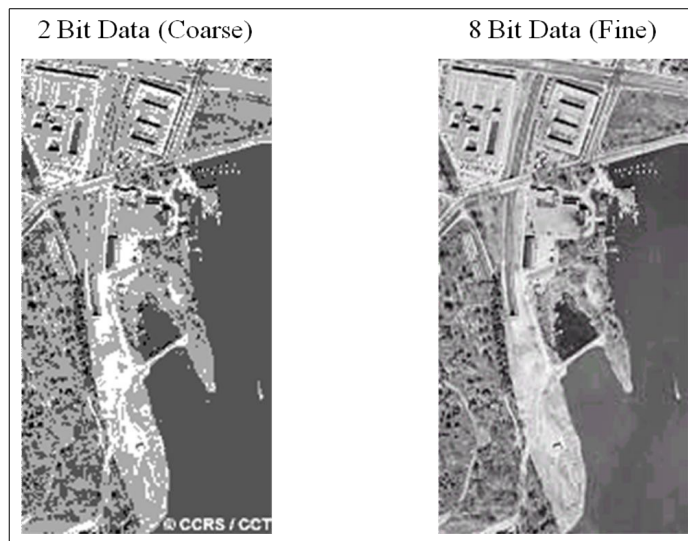 2 Bit Data (Coarse)
8 Bit Data (Fine)
© CCRS / CCT